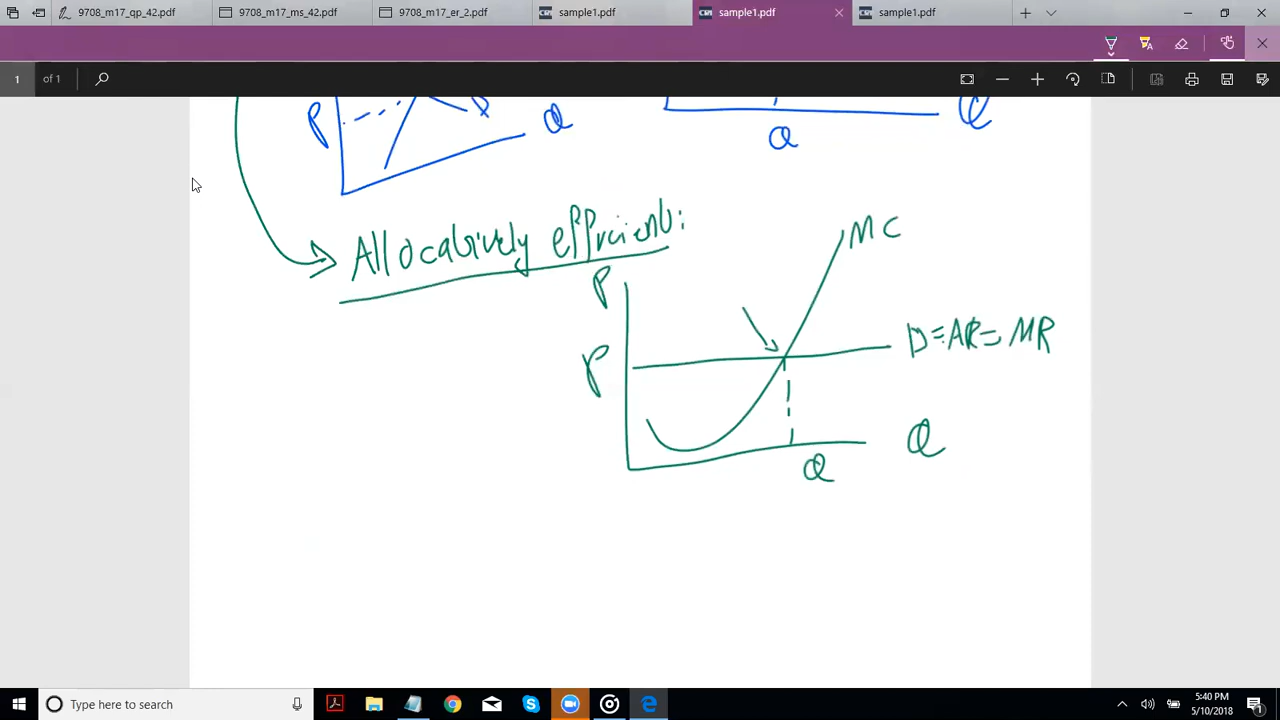 9708_m17_qp_42.pdf
9708_m17_ms_42.pdf
9708_m17_er_2.pdf
sample1.pdf
sample1.pdf
sample1.pdf
1 of 1
P
Q
Q
Q
Allocatively efficient:
P
MC
P
D=AR=MR
Q
Q
Type here to search
5:40 PM
5/10/2018